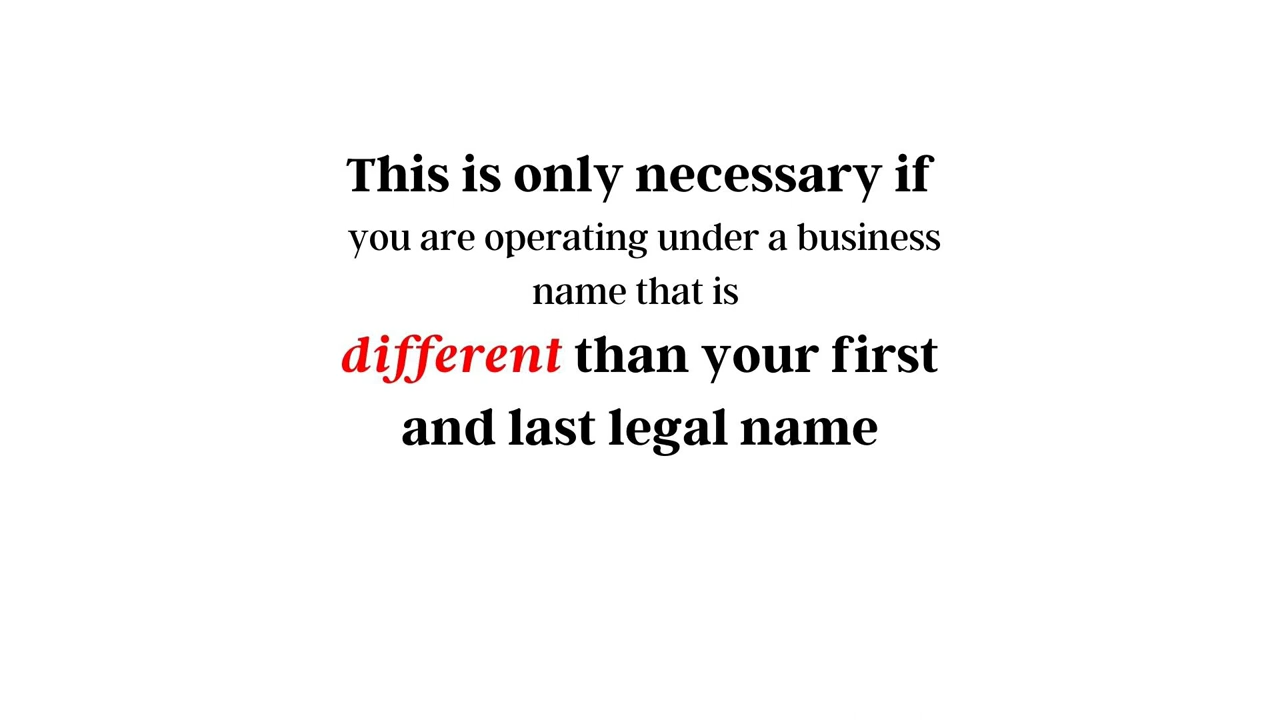 This is only necessary if
you are operating under a business
name that is
different than your first
and last legal name